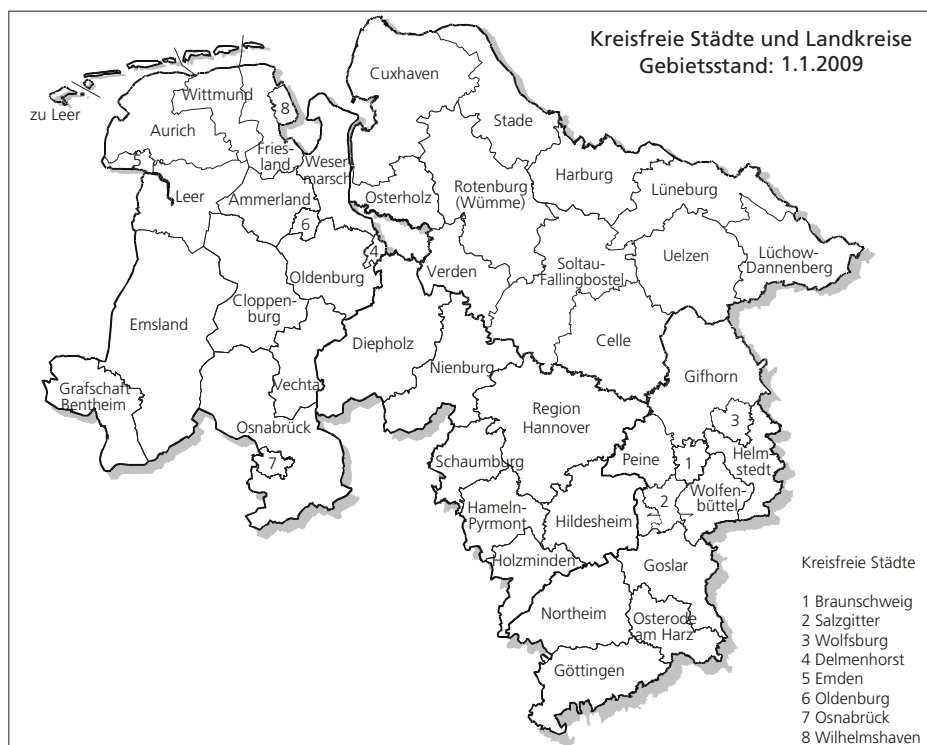 Kreisfreie Städte und Landkreise
Gebietsstand: 1.1.2009
Cuxhaven
Wittmund
zu Leer
8
Stade
Aurich
Fries-
land
Weser-
marsch
5
Harburg
Lüneburg
Leer
Ammerland
Osterholz
Rotenburg
(Wümme)
6
4
Uelzen
Lüchow-
Dannenberg
Oldenburg
Verden
Soltau-
Fallingbostel
Cloppen-
burg
Emsland
Diepholz
Celle
Nienburg
Gifhorn
Grafschaft
Bentheim
Vechta
Region
Hannover
3
Osnabrück
7
Schaumburg
Peine
1
Helm-
stedt
2
Wolfen-
büttel
Hameln-
Pyrmont
Hildesheim
Holzminden
Goslar
Northeim
Osterode
am Harz
Göttingen
Kreisfreie Städte
1 Braunschweig
2 Salzgitter
3 Wolfsburg
4 Delmenhorst
5 Emden
6 Oldenburg
7 Osnabrück
8 Wilhelmshaven